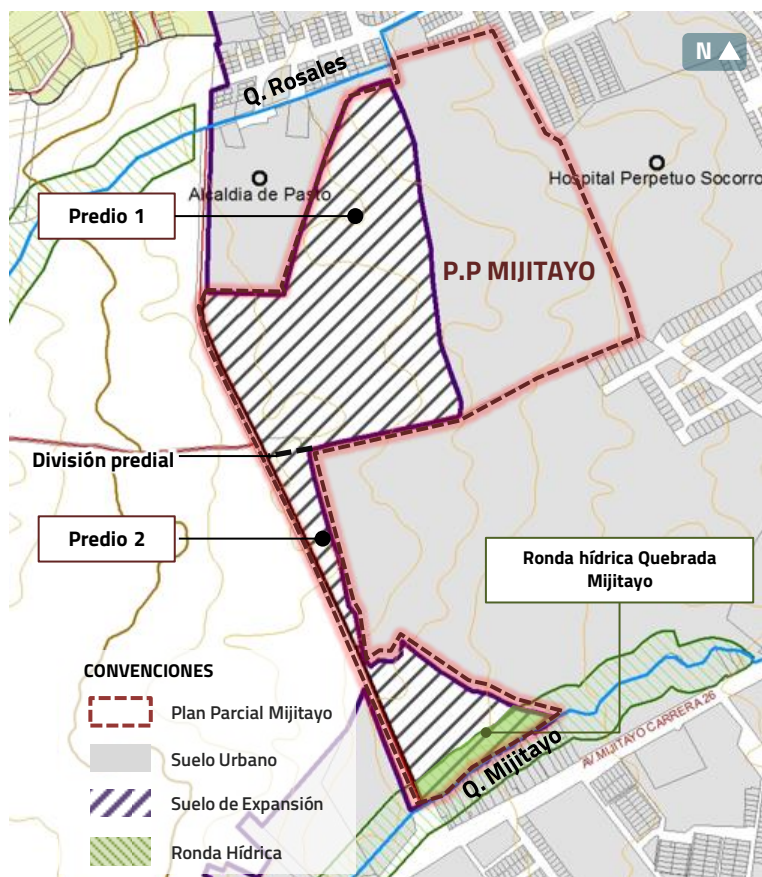 N
Q. Rosales
Alcaldia de Pasto
Hospital Perpetuo Socorro
Predio 1
P.P MIJITAYO
División predial
Predio 2
Ronda hídrica Quebrada
Mijitayo
AV.MIJITAYO CARRERA 26
Q. Mijitayo
CONVENCIONES
Plan Parcial Mijitayo
Suelo Urbano
Suelo de Expansión
Ronda Hídrica